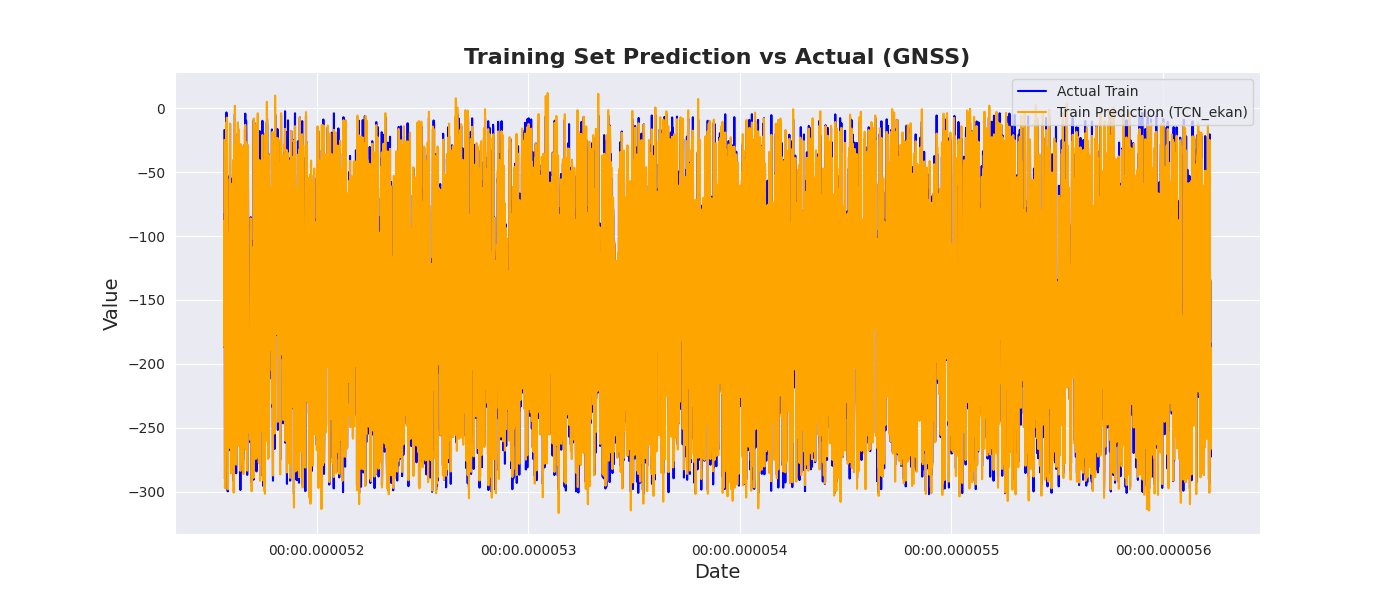 Training Set Prediction vs Actual (GNSS)
Actual Train
Train Prediction (TCN_ekan)
Value
0
−50
−100
−150
−200
−250
−300
00:00.000052
00:00.000053
00:00.000054
00:00.000055
00:00.000056
Date